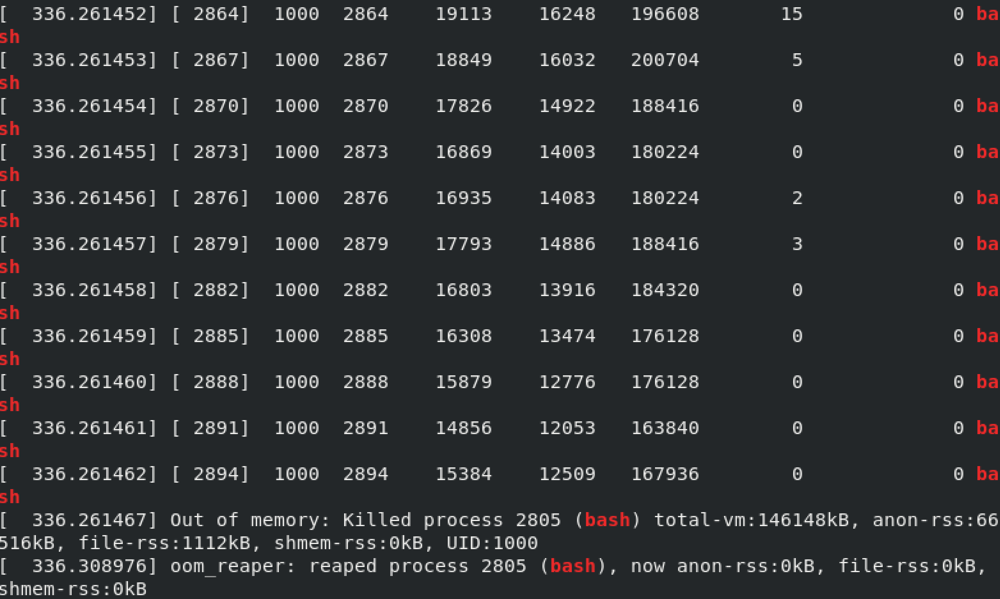 [  336.261452] [ 2864]  1000  2864    19113    16248   196608       15             0 ba
sh
[  336.261453] [ 2867]  1000  2867    18849    16032   200704        5             0 ba
sh
[  336.261454] [ 2870]  1000  2870    17826    14922   188416        0             0 ba
sh
[  336.261455] [ 2873]  1000  2873    16869    14003   180224        0             0 ba
sh
[  336.261456] [ 2876]  1000  2876    16935    14083   180224        2             0 ba
sh
[  336.261457] [ 2879]  1000  2879    17793    14886   188416        3             0 ba
sh
[  336.261458] [ 2882]  1000  2882    16803    13916   184320        0             0 ba
sh
[  336.261459] [ 2885]  1000  2885    16308    13474   176128        0             0 ba
sh
[  336.261460] [ 2888]  1000  2888    15879    12776   176128        0             0 ba
sh
[  336.261461] [ 2891]  1000  2891    14856    12053   163840        0             0 ba
sh
[  336.261462] [ 2894]  1000  2894    15384    12509   167936        0             0 ba
sh
[  336.261467] Out of memory: Killed process 2805 (bash) total-vm:146148kB, anon-rss:66
516kB, file-rss:1112kB, shmem-rss:0kB, UID:1000
[  336.308976] oom_reaper: reaped process 2805 (bash), now anon-rss:0kB, file-rss:0kB,
shmem-rss:0kB